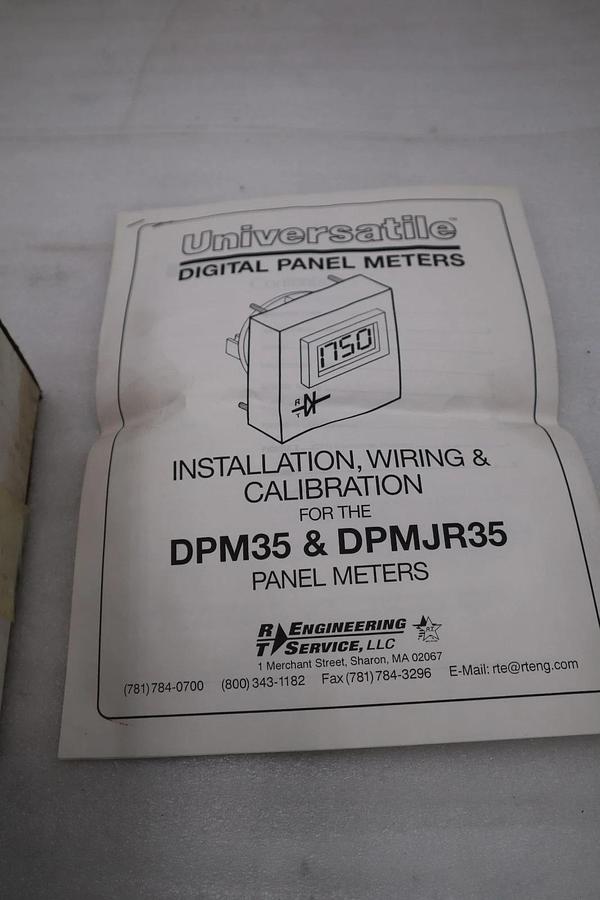 Universatile™
DIGITAL PANEL METERS
1750
R
T
INSTALLATION, WIRING &
CALIBRATION
FOR THE
DPM35 & DPMJR35
PANEL METERS
R ENGINEERING
T SERVICE, LLC
1 Merchant Street, Sharon, MA 02067
(781) 784-0700 (800) 343-1182 Fax (781) 784-3296 E-Mail: rte@rteng.com